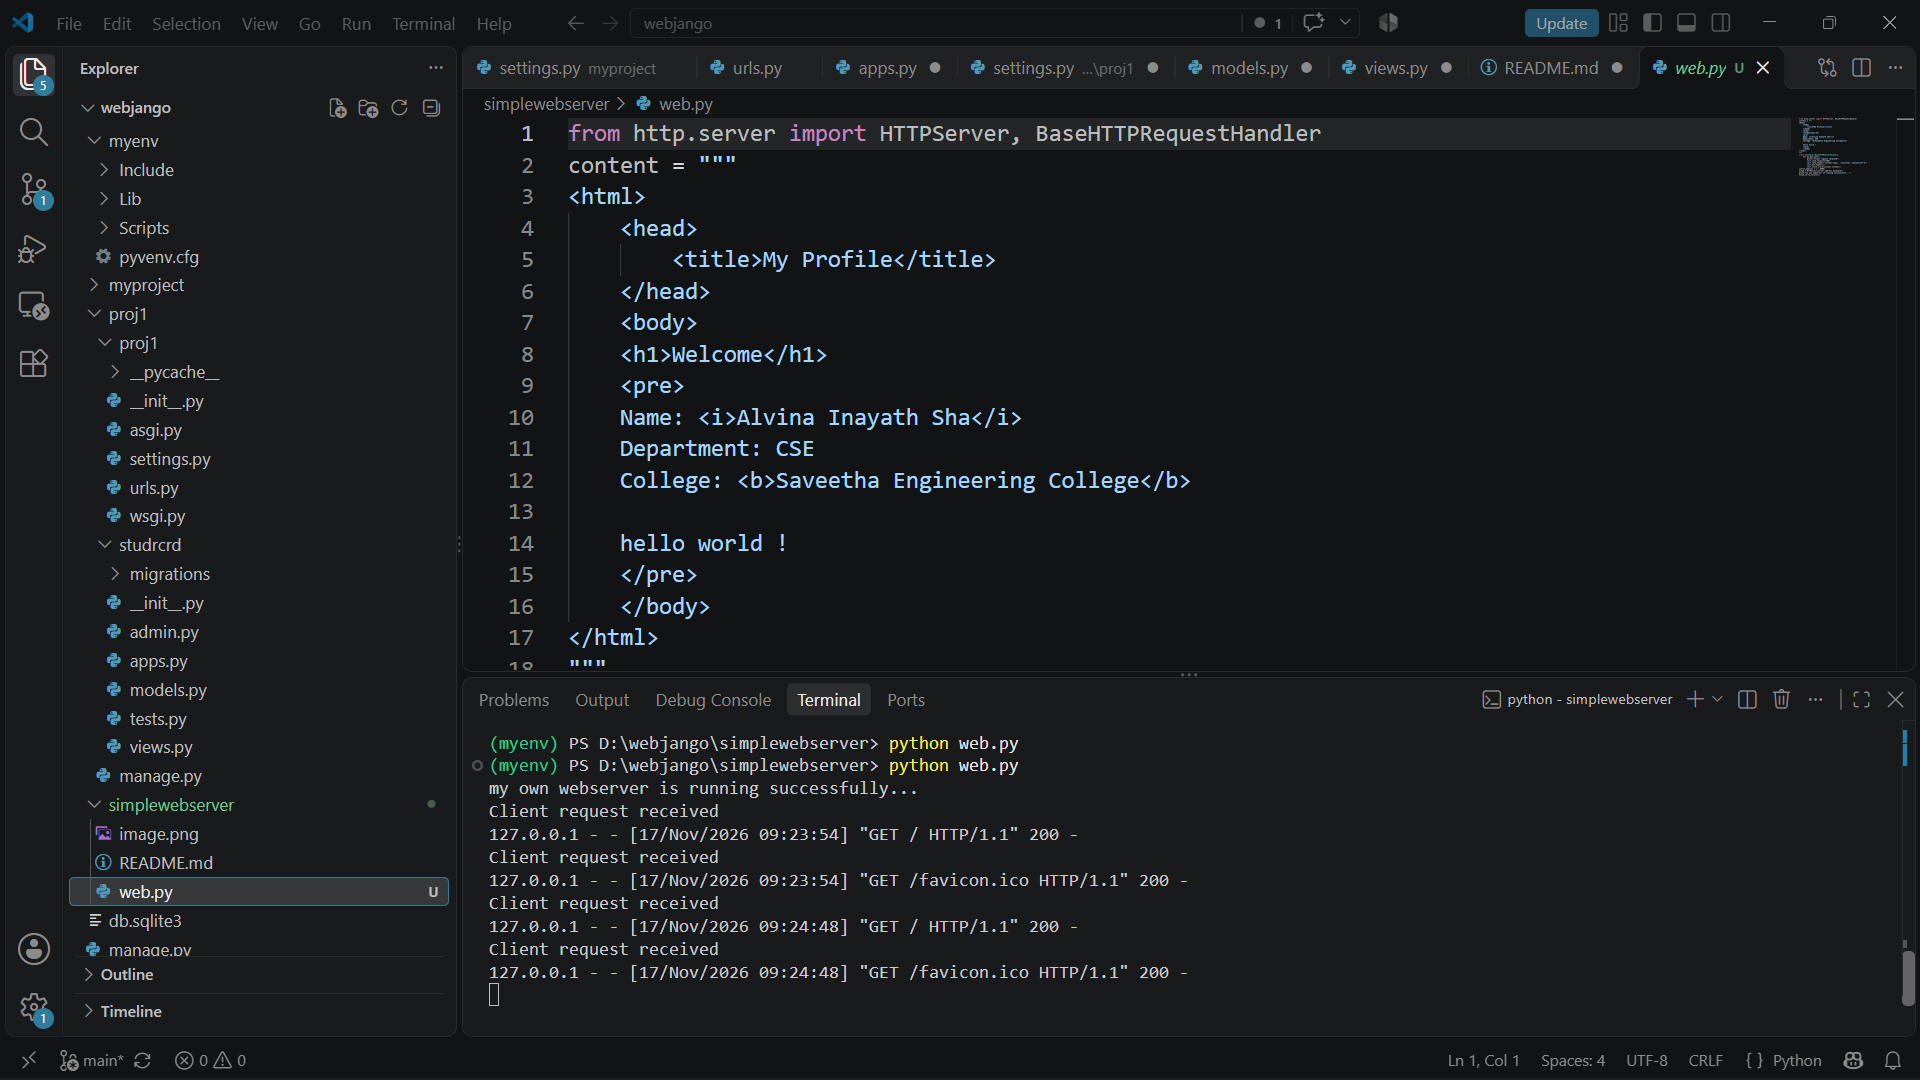 File Edit Selection View Go Run Terminal Help
webjango
1
Update
Explorer
settings.py myproject
urls.py
apps.py
settings.py ...\proj1
models.py
views.py
README.md
web.py U
5
1
1
webjango
myenv
Include
Lib
Scripts
pyvenv.cfg
myproject
proj1
proj1
__pycache__
__init__.py
asgi.py
settings.py
urls.py
wsgi.py
studrcrd
migrations
__init__.py
admin.py
apps.py
models.py
tests.py
views.py
manage.py
simplewebserver
image.png
README.md
web.py U
db.sqlite3
manage.py
Outline
Timeline
simplewebserver > web.py
1 from http.server import HTTPServer, BaseHTTPRequestHandler
2 content = """
3 <html>
4 <head>
5 <title>My Profile</title>
6 </head>
7 <body>
8 <h1>Welcome</h1>
9 <pre>
10 Name: <i>Alvina Inayath Sha</i>
11 Department: CSE
12 College: <b>Saveetha Engineering College</b>
13
14 hello world !
15 </pre>
16 </body>
17 </html>
18 """
Problems Output Debug Console Terminal Ports
python - simplewebserver
(myenv) PS D:\webjango\simplewebserver> python web.py
(myenv) PS D:\webjango\simplewebserver> python web.py
my own webserver is running successfully...
Client request received
127.0.0.1 - - [17/Nov/2026 09:23:54] "GET / HTTP/1.1" 200 -
Client request received
127.0.0.1 - - [17/Nov/2026 09:23:54] "GET /favicon.ico HTTP/1.1" 200 -
Client request received
127.0.0.1 - - [17/Nov/2026 09:24:48] "GET / HTTP/1.1" 200 -
Client request received
127.0.0.1 - - [17/Nov/2026 09:24:48] "GET /favicon.ico HTTP/1.1" 200 -
main* 0 0
Ln 1, Col 1 Spaces: 4 UTF-8 CRLF { } Python